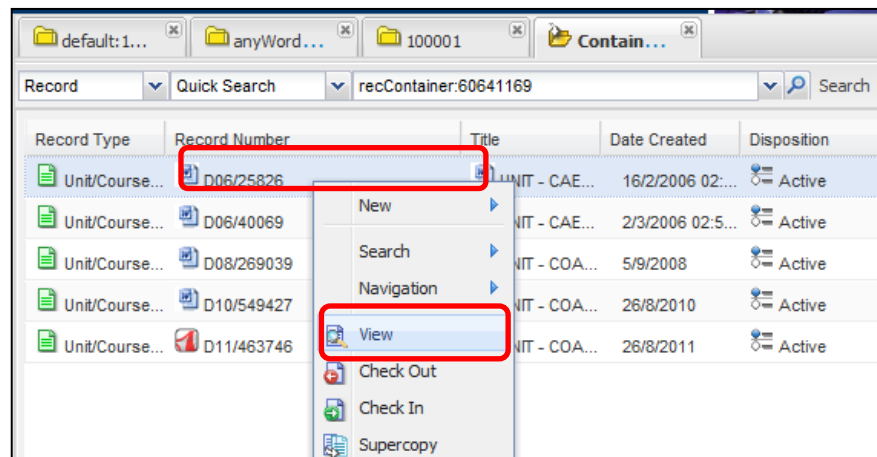 default:1... anyWord... 100001 Contain...
Record Quick Search recContainer:60641169 Search
Record Type Record Number Title Date Created Disposition
Unit/Course... D06/25826 UNIT - CAE... 16/2/2006 02:... Active
New
Unit/Course... D06/40069 NIT - CAE... 2/3/2006 02:5... Active
Search
Unit/Course... D08/269039 NIT - COA... 5/9/2008 Active
Navigation
Unit/Course... D10/549427 NIT - COA... 26/8/2010 Active
View
Unit/Course... D11/463746 NIT - COA... 26/8/2011 Active
Check Out
Check In
Supercopy